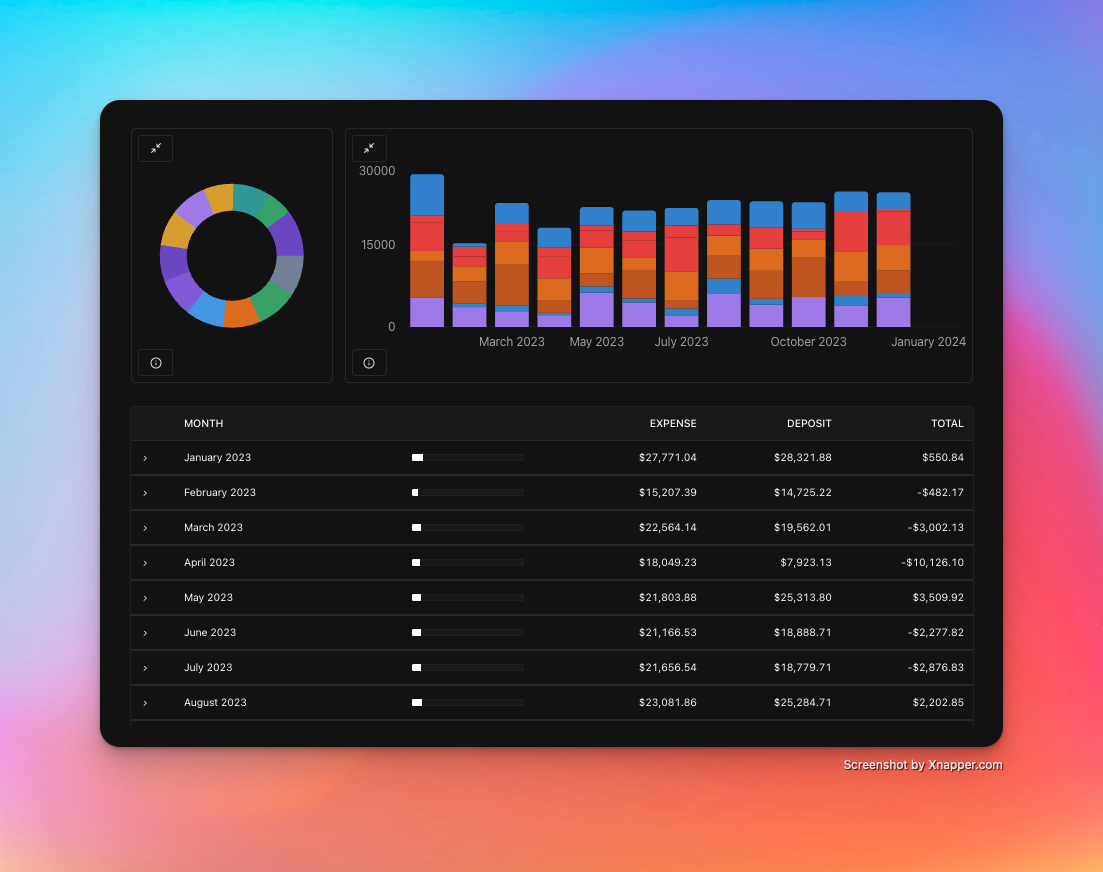 30000
15000
0
March 2023 May 2023 July 2023 October 2023 January 2024
MONTH EXPENSE DEPOSIT TOTAL
January 2023 $27,771.04 $28,321.88 $550.84
February 2023 $15,207.39 $14,725.22 -$482.17
March 2023 $22,564.14 $19,562.01 -$3,002.13
April 2023 $18,049.23 $7,923.13 -$10,126.10
May 2023 $21,803.88 $25,313.80 $3,509.92
June 2023 $21,166.53 $18,888.71 -$2,277.82
July 2023 $21,656.54 $18,779.71 -$2,876.83
August 2023 $23,081.86 $25,284.71 $2,202.85
Screenshot by Xnapper.com